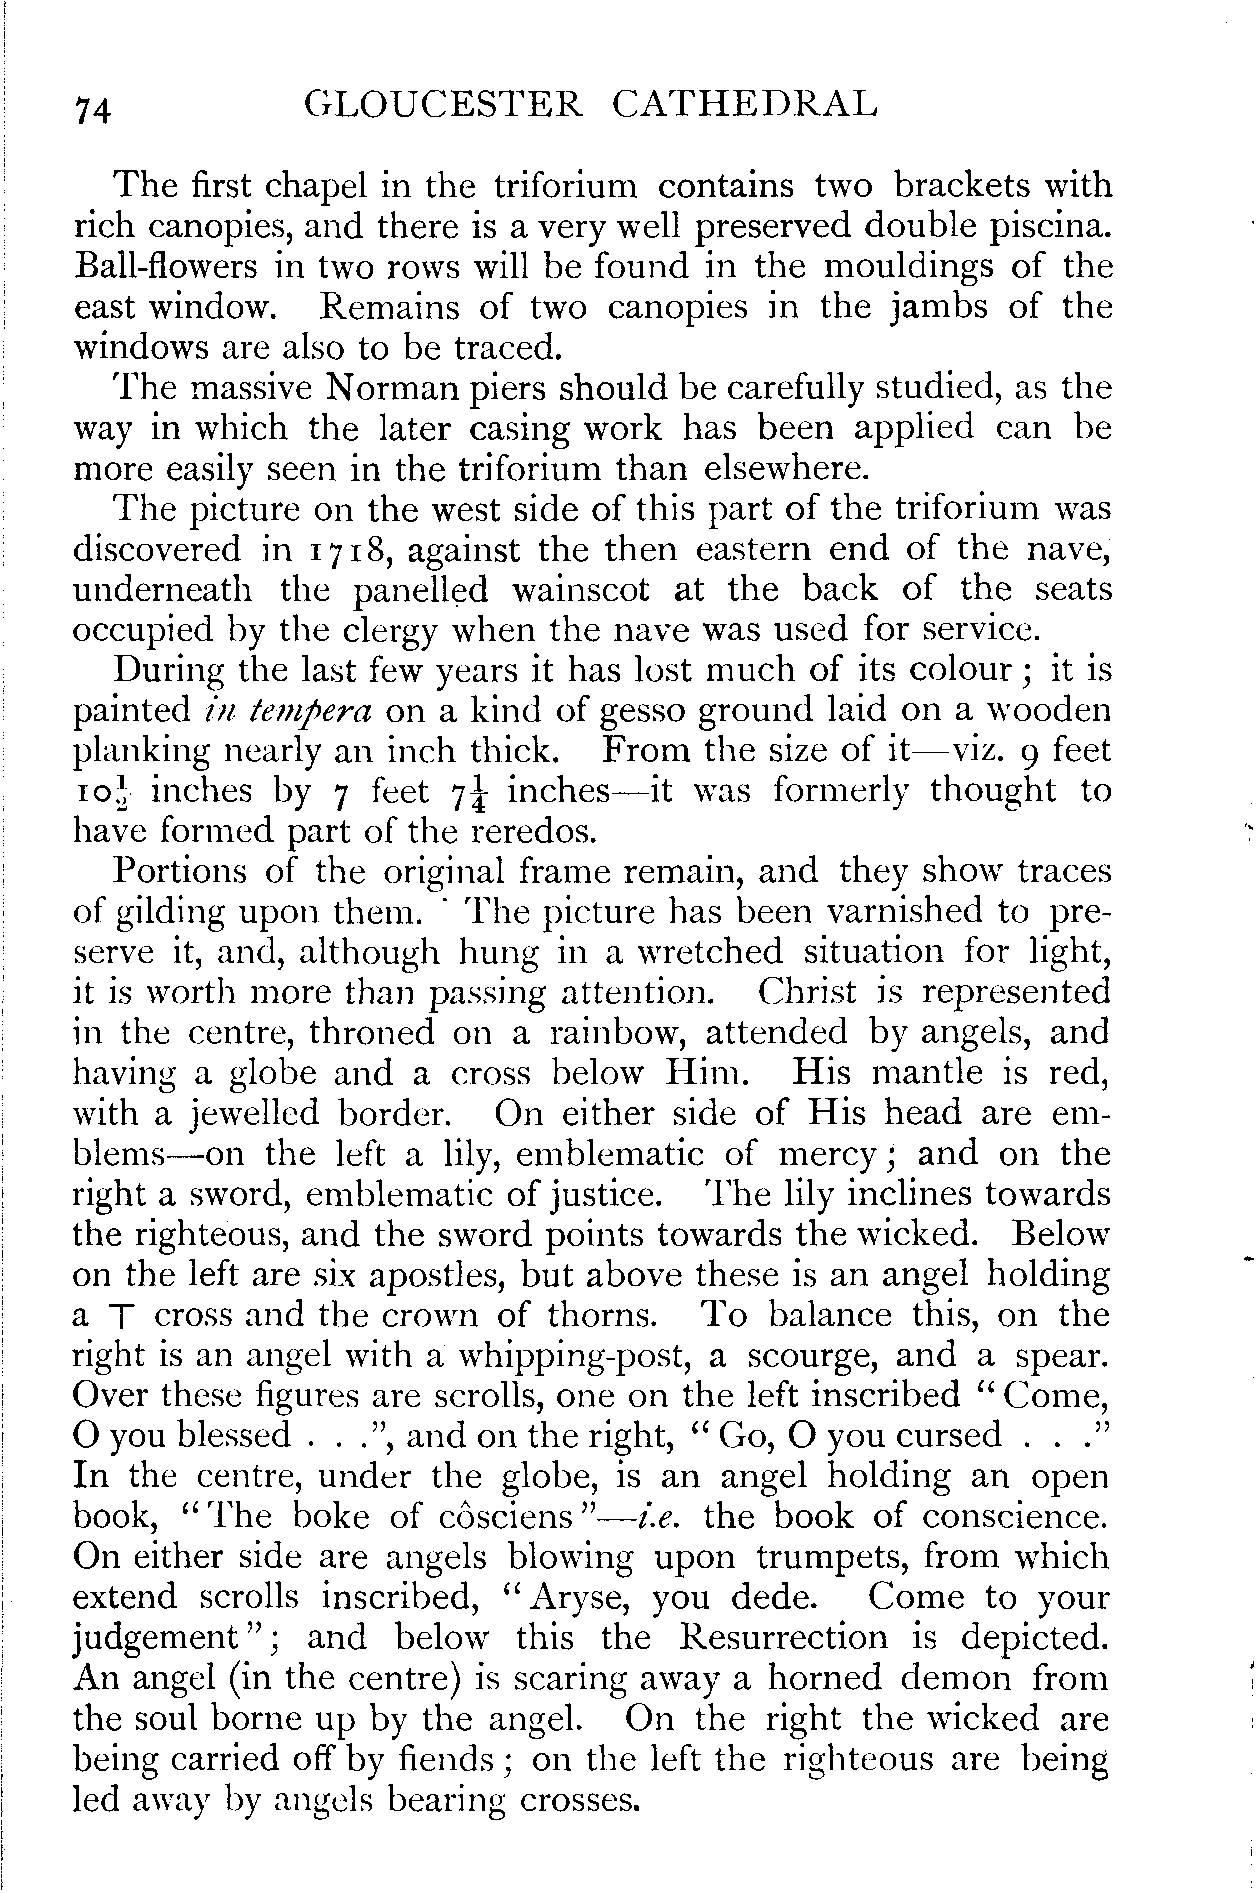 74 GLOUCESTER CATHEDRAL
The first chapel in the triforium contains two brackets with
rich canopies, and there is a very well preserved double piscina.
Ball-flowers in two rows will be found in the mouldings of the
east window. Remains of two canopies in the jambs of the
windows are also to be traced.
The massive Norman piers should be carefully studied, as the
way in which the later casing work has been applied can be
more easily seen in the triforium than elsewhere.
The picture on the west side of this part of the triforium was
discovered in 1718, against the then eastern end of the nave,
underneath the panelled wainscot at the back of the seats
occupied by the clergy when the nave was used for service.
During the last few years it has lost much of its colour; it is
painted in tempera on a kind of gesso ground laid on a wooden
planking nearly an inch thick. From the size of it—viz. 9 feet
10½ inches by 7 feet 7¼ inches—it was formerly thought to
have formed part of the reredos.
Portions of the original frame remain, and they show traces
of gilding upon them. The picture has been varnished to pre-
serve it, and, although hung in a wretched situation for light,
it is worth more than passing attention. Christ is represented
in the centre, throned on a rainbow, attended by angels, and
having a globe and a cross below Him. His mantle is red,
with a jewelled border. On either side of His head are em-
blems—on the left a lily, emblematic of mercy; and on the
right a sword, emblematic of justice. The lily inclines towards
the righteous, and the sword points towards the wicked. Below
on the left are six apostles, but above these is an angel holding
a T cross and the crown of thorns. To balance this, on the
right is an angel with a whipping-post, a scourge, and a spear.
Over these figures are scrolls, one on the left inscribed "Come,
O you blessed . . .", and on the right, "Go, O you cursed . . ."
In the centre, under the globe, is an angel holding an open
book, "The boke of côsciens"—i.e. the book of conscience.
On either side are angels blowing upon trumpets, from which
extend scrolls inscribed, "Aryse, you dede. Come to your
judgement"; and below this the Resurrection is depicted.
An angel (in the centre) is scaring away a horned demon from
the soul borne up by the angel. On the right the wicked are
being carried off by fiends; on the left the righteous are being
led away by angels bearing crosses.